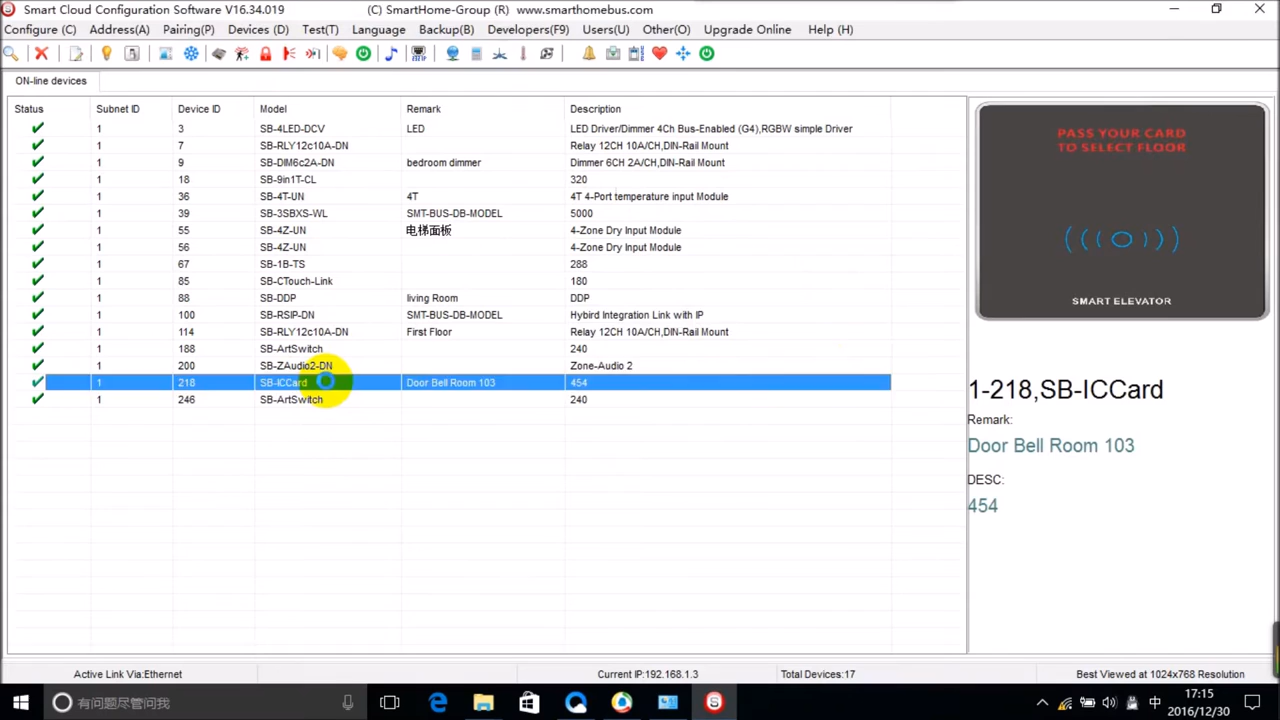 Smart Cloud Configuration Software V16.34.019 (C) SmartHome-Group (R) www.smarthomebus.com
Configure (C) Address(A) Pairing(P) Devices (D) Test(T) Language Backup(B) Developers(F9) Users(U) Other(O) Upgrade Online Help (H)
ON-line devices
Status Subnet ID Device ID Model Remark Description
1 3 SB-4LED-DCV LED LED Driver/Dimmer 4Ch Bus-Enabled (G4),RGBW simple Driver
1 7 SB-RLY12c10A-DN Relay 12CH 10A/CH,DIN-Rail Mount
1 9 SB-DIM6c2A-DN bedroom dimmer Dimmer 6CH 2A/CH,DIN-Rail Mount
1 18 SB-9in1T-CL 320
1 36 SB-4T-UN 4T 4T 4-Port temperature input Module
1 39 SB-3SBXS-WL SMT-BUS-DB-MODEL 5000
1 55 SB-4Z-UN 电梯面板 4-Zone Dry Input Module
1 56 SB-4Z-UN 4-Zone Dry Input Module
1 67 SB-1B-TS 288
1 85 SB-CTouch-Link 180
1 88 SB-DDP living Room DDP
1 100 SB-RSIP-DN SMT-BUS-DB-MODEL Hybird Integration Link with IP
1 114 SB-RLY12c10A-DN First Floor Relay 12CH 10A/CH,DIN-Rail Mount
1 188 SB-ArtSwitch 240
1 200 SB-ZAudio2-DN Zone-Audio 2
1 218 SB-ICCard Door Bell Room 103 454
1 246 SB-ArtSwitch 240
PASS YOUR CARD
TO SELECT FLOOR
SMART ELEVATOR
1-218,SB-ICCard
Remark:
Door Bell Room 103
DESC:
454
Active Link Via:Ethernet Current IP:192.168.1.3 Total Devices:17 Best Viewed at 1024x768 Resolution
有问题尽管问我 中 17:15
2016/12/30